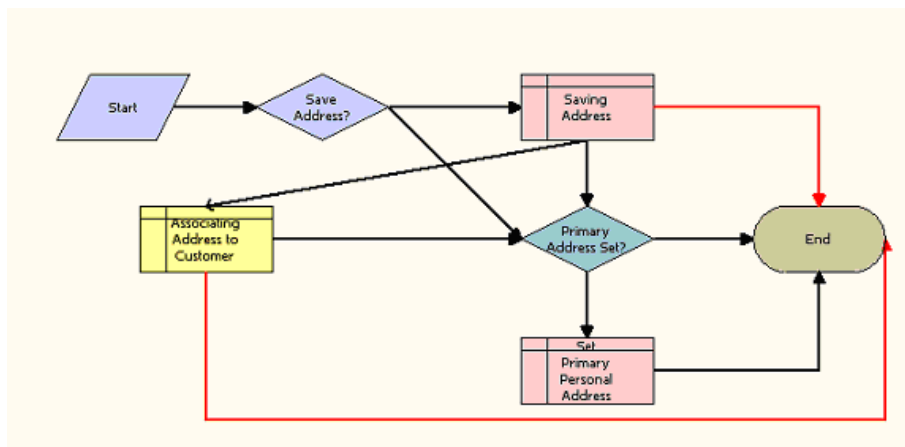 Start
Save
Address?
Saving
Address
Associating
Address to
Customer
Primary
Address Set?
End
Set
Primary
Personal
Address